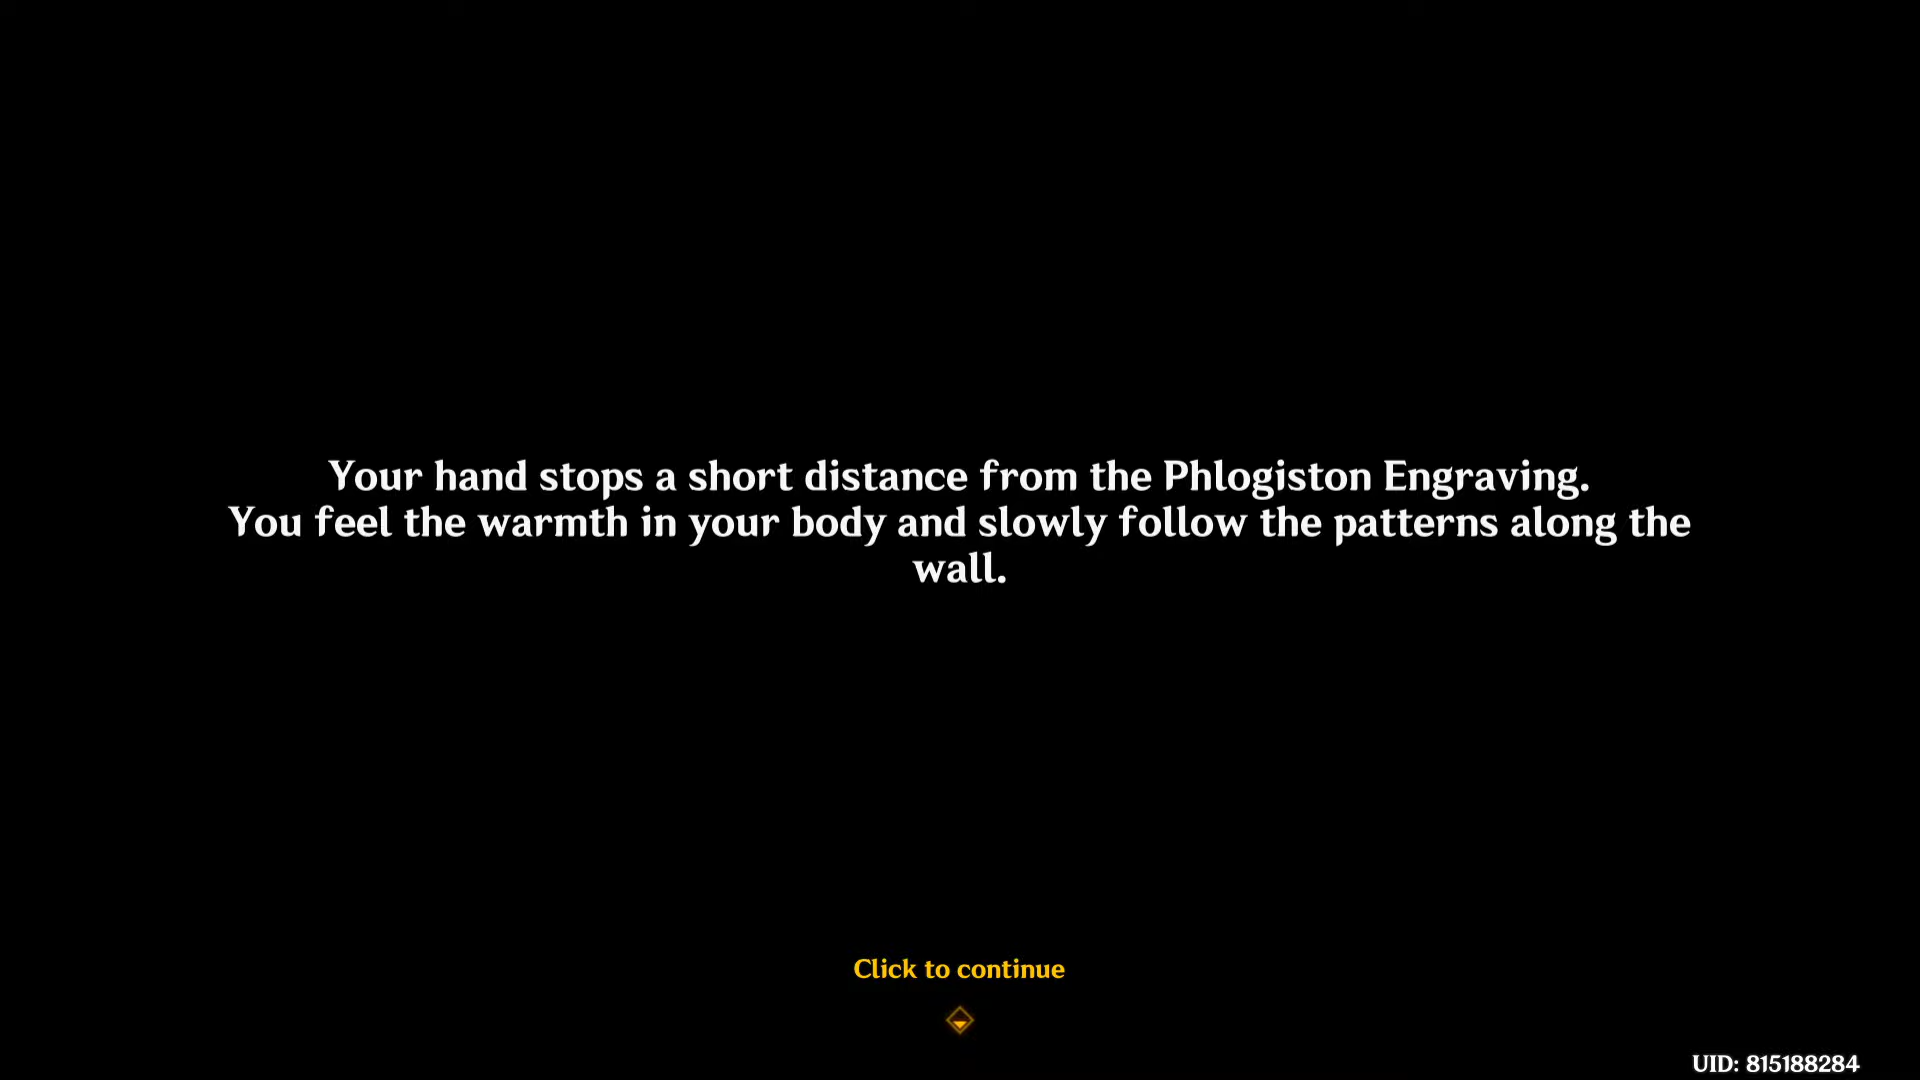 Your hand stops a short distance from the Phlogiston Engraving.
You feel the warmth in your body and slowly follow the patterns along the
wall.
Click to continue
UID: 815188284